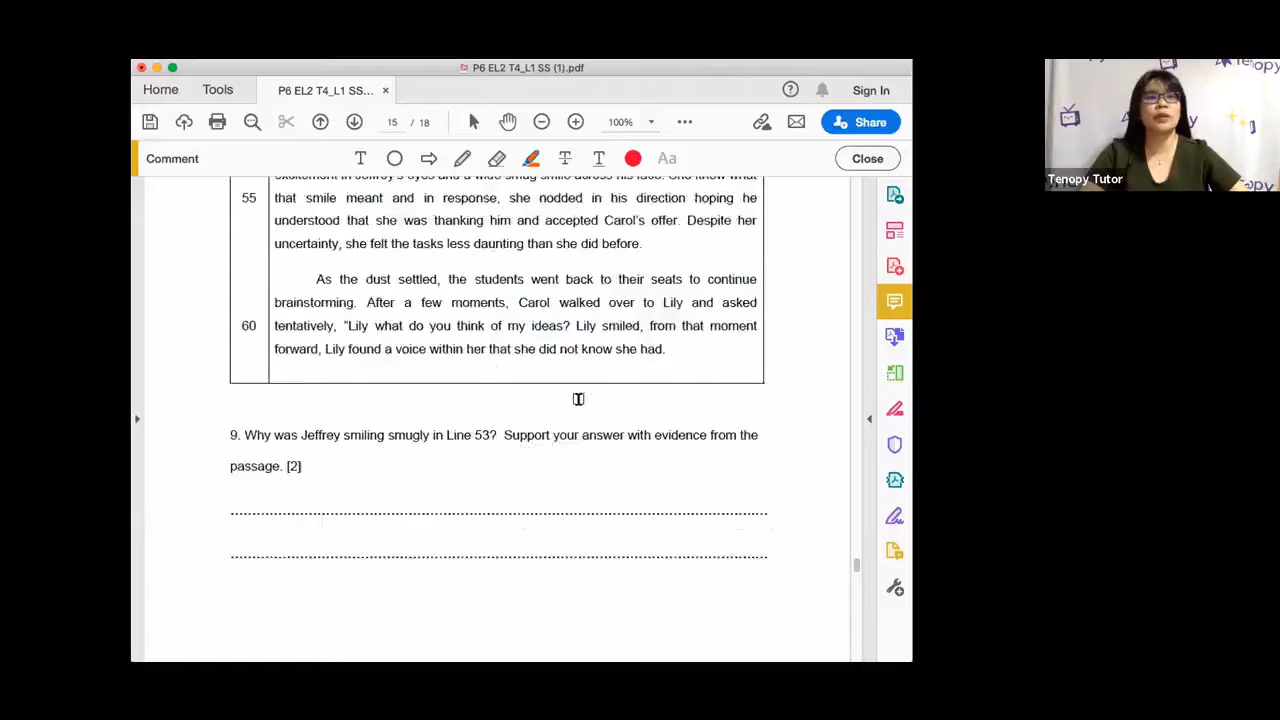 P6 EL2 T4_L1 SS (1).pdf
Home Tools P6 EL2 T4_L1 SS... × Sign In
15 / 18 100% Share
Comment Aa Close
excitement in Jeffrey's eyes and a wide smug smile across his face. She knew what
55 that smile meant and in response, she nodded in his direction hoping he
understood that she was thanking him and accepted Carol's offer. Despite her
uncertainty, she felt the tasks less daunting than she did before.
As the dust settled, the students went back to their seats to continue
brainstorming. After a few moments, Carol walked over to Lily and asked
60 tentatively, "Lily what do you think of my ideas? Lily smiled, from that moment
forward, Lily found a voice within her that she did not know she had.
9. Why was Jeffrey smiling smugly in Line 53? Support your answer with evidence from the
passage. [2]
Tenopy Tutor